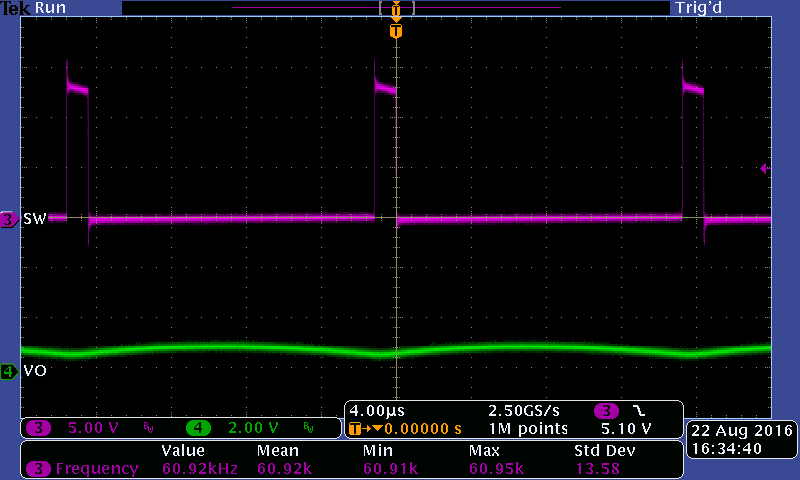 Tek Run Trig'd
T
T
3 SW
4 VO
4.00µs 2.50GS/s 3
T→▼0.00000 s 1M points 5.10 V
3 5.00 V BW 4 2.00 V BW
22 Aug 2016
16:34:40
Value Mean Min Max Std Dev
3 Frequency 60.92kHz 60.92k 60.91k 60.95k 13.58